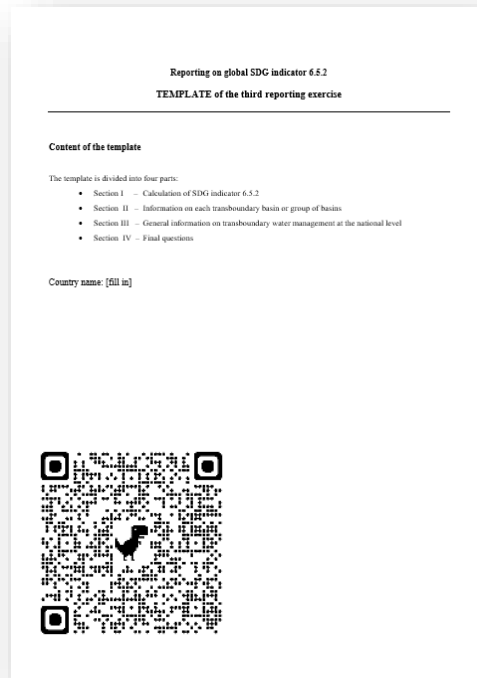 Reporting on global SDG indicator 6.5.2
TEMPLATE of the third reporting exercise
Content of the template
The template is divided into four parts:
• Section I – Calculation of SDG indicator 6.5.2
• Section II – Information on each transboundary basin or group of basins
• Section III – General information on transboundary water management at the national level
• Section IV – Final questions
Country name: [fill in]